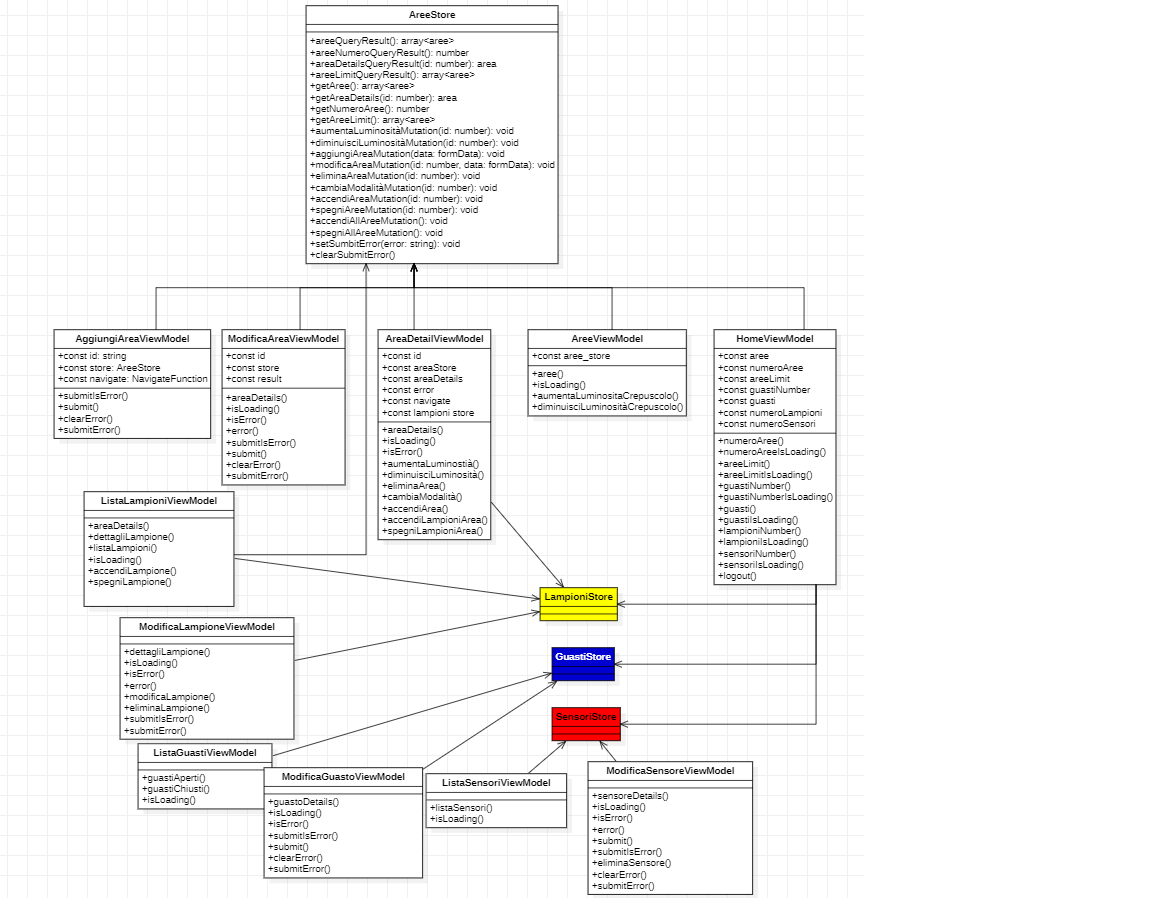 AreeStore
+areeQueryResult(): array<aree>
+areeNumeroQueryResult(): number
+areaDetailsQueryResult(id: number): area
+areeLimitQueryResult(): array<aree>
+getAree(): array<aree>
+getAreaDetails(id: number): area
+getNumeroAree(): number
+getAreeLimit(): array<aree>
+aumentaLuminositàMutation(id: number): void
+diminuisciLuminositàMutation(id: number): void
+aggiungiAreaMutation(data: formData): void
+modificaAreaMutation(id: number, data: formData): void
+eliminaAreaMutation(id: number): void
+cambiaModalitàMutation(id: number): void
+accendiAreaMutation(id: number): void
+spegniAreeMutation(id: number): void
+accendiAllAreeMutation(): void
+spegniAllAreeMutation(): void
+setSumbitError(error: string): void
+clearSubmitError()
AggiungiAreaViewModel
+const id: string
+const store: AreeStore
+const navigate: NavigateFunction
+submitIsError()
+submit()
+clearError()
+submitError()
ModificaAreaViewModel
+const id
+const store
+const result
+areaDetails()
+isLoading()
+isError()
+error()
+submitIsError()
+submit()
+clearError()
+submitError()
AreaDetailViewModel
+const id
+const areaStore
+const areaDetails
+const error
+const navigate
+const lampioni store
+areaDetails()
+isLoading()
+isError()
+aumentaLuminostià()
+diminuisciLuminosità()
+eliminaArea()
+cambiaModalità()
+accendiArea()
+accendiLampioniArea()
+spegniLampioniArea()
AreeViewModel
+const aree_store
+aree()
+isLoading()
+aumentaLuminositaCrepuscolo()
+diminuisciLuminositàCrepuscolo()
HomeViewModel
+const aree
+const numeroAree
+const areeLimit
+const guastiNumber
+const guasti
+const numeroLampioni
+const numeroSensori
+numeroAree()
+numeroAreeIsLoading()
+areeLimit()
+areeLimitIsLoading()
+guastiNumber()
+guastiNumberIsLoading()
+guasti()
+guastiIsLoading()
+lampioniNumber()
+lampioniIsLoading()
+sensoriNumber()
+sensoriIsLoading()
+logout()
ListaLampioniViewModel
+areaDetails()
+dettagliLampione()
+listaLampioni()
+isLoading()
+accendiLampione()
+spegniLampione()
LampioniStore
ModificaLampioneViewModel
+dettagliLampione()
+isLoading()
+isError()
+error()
+modificaLampione()
+eliminaLampione()
+submitIsError()
+submitError()
GuastiStore
SensoriStore
ListaGuastiViewModel
+guastiAperti()
+guastiChiusti()
+isLoading()
ModificaGuastoViewModel
+guastoDetails()
+isLoading()
+isError()
+submitIsError()
+submit()
+clearError()
+submitError()
ListaSensoriViewModel
+listaSensori()
+isLoading()
ModificaSensoreViewModel
+sensoreDetails()
+isLoading()
+isError()
+error()
+submit()
+submitIsError()
+eliminaSensore()
+clearError()
+submitError()